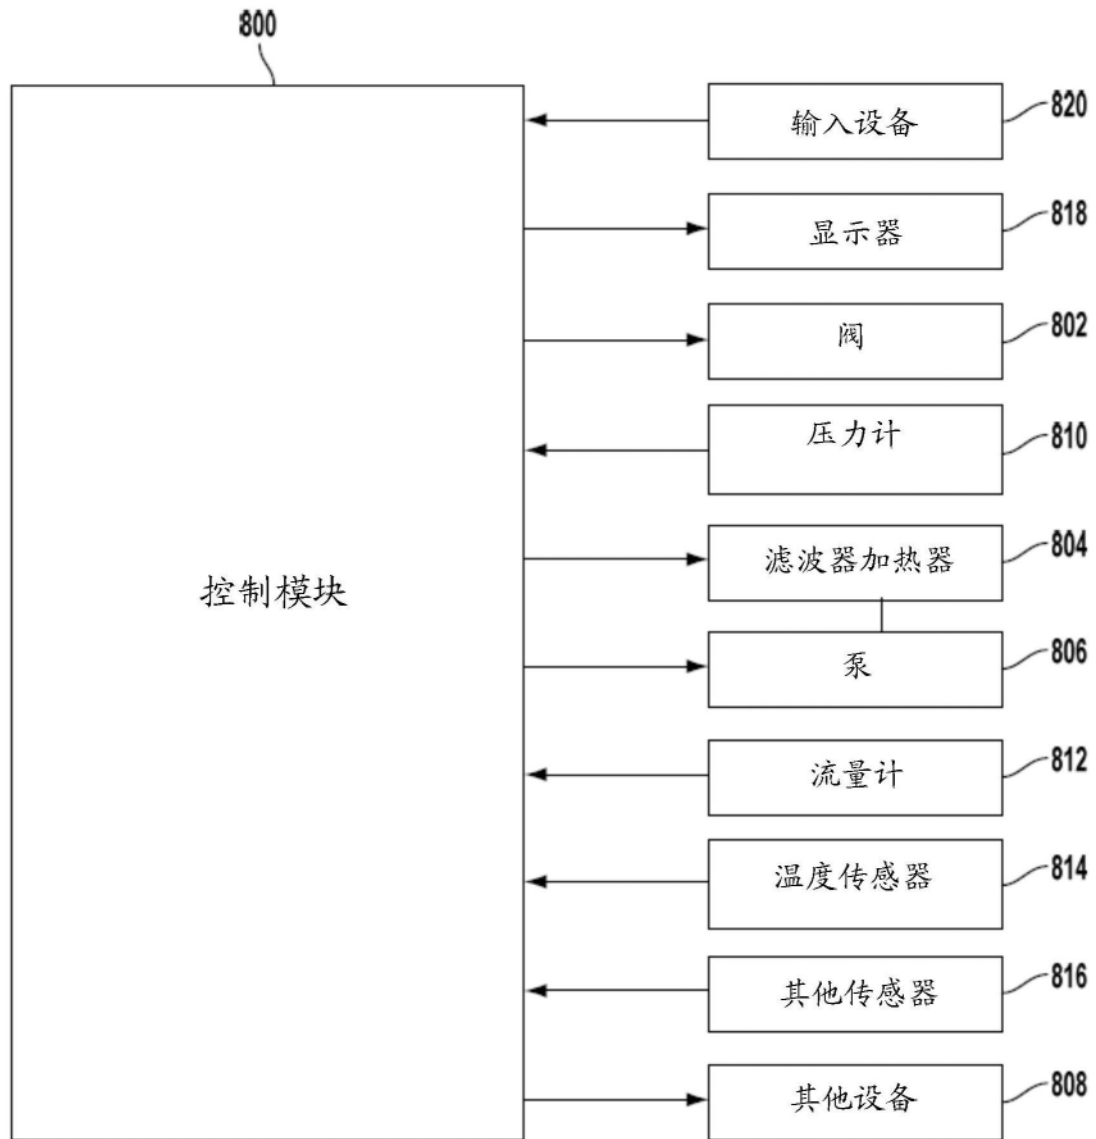 800
输入设备 820
显示器 818
阀 802
压力计 810
滤波器加热器 804
控制模块
泵 806
流量计 812
温度传感器 814
其他传感器 816
其他设备 808